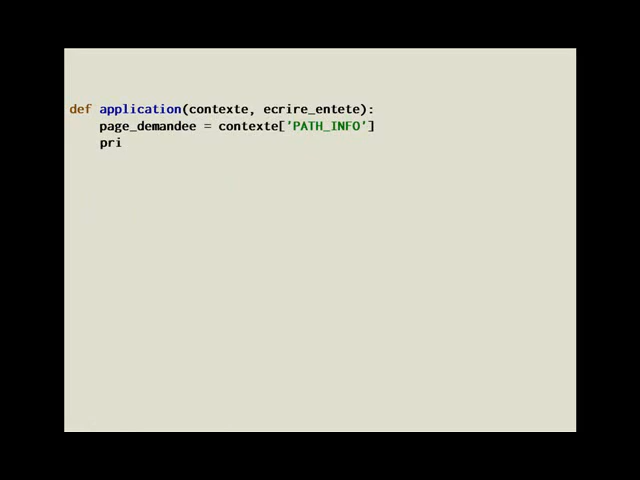 def application(contexte, ecrire_entete):
    page_demandee = contexte['PATH_INFO']
    pri